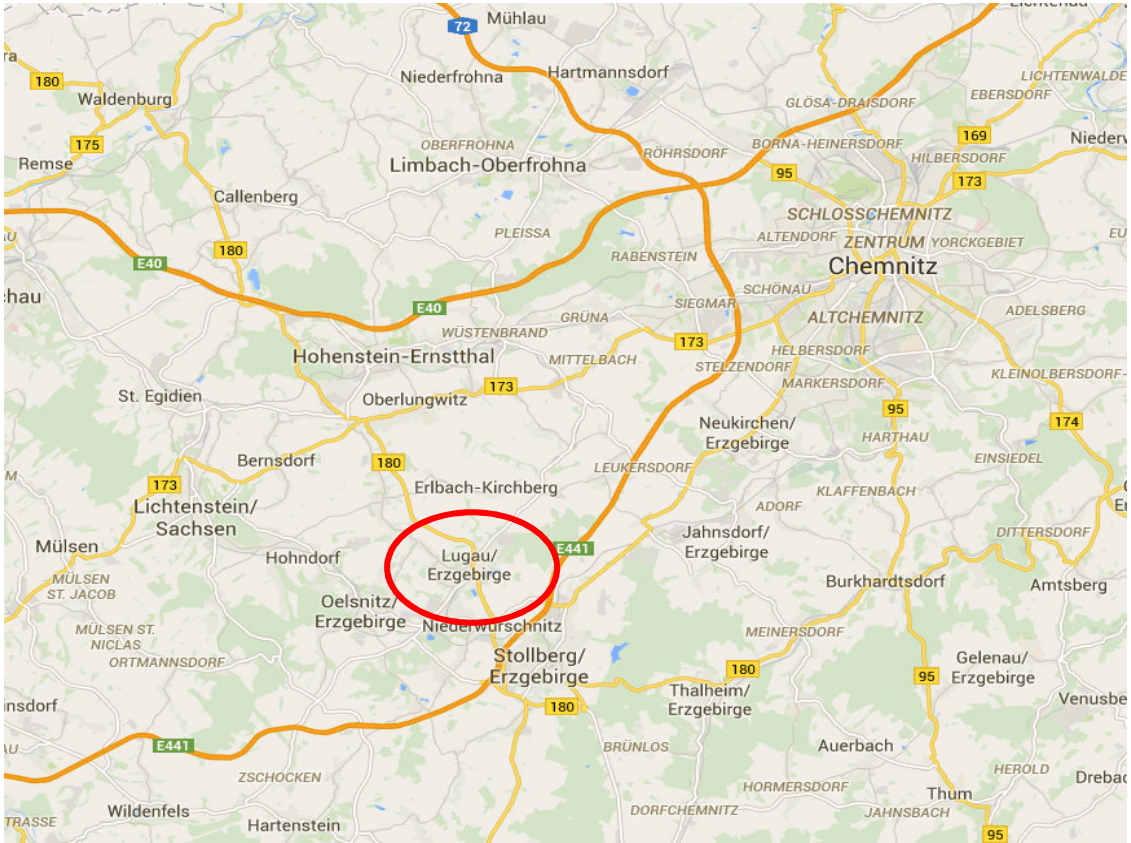 Mühlau
72
Niederfrohna
Hartmannsdorf
LICHTENWALDE
180
Waldenburg
GLÖSA-DRAISDORF
EBERSDORF
175
OBERFROHNA
RÖHRSDORF
BORNA-HEINERSDORF
169
Remse
Limbach-Oberfrohna
95
HILBERSDORF
173
Callenberg
SCHLOSSCHEMNITZ
PLEISSA
ALTENDORF
ZENTRUM
YORCKGEBIET
180
RABENSTEIN
E40
Chemnitz
SCHÖNAU
E40
SIEGMAR
GRÜNA
ALTCHEMNITZ
ADELSBERG
WÜSTENBRAND
173
HELBERSDORF
Hohenstein-Ernstthal
MITTELBACH
STELZENDORF
KLEINOLBERSDORF-
173
MARKERSDORF
St. Egidien
Oberlungwitz
95
Neukirchen/
Erzgebirge
174
HARTHAU
180
Bernsdorf
LEUKERSDORF
EINSIEDEL
173
Erlbach-Kirchberg
KLAFFENBACH
Lichtenstein/
Sachsen
ADORF
DITTERSDORF
Jahnsdorf/
Erzgebirge
Mülsen
Hohndorf
Lugau/
Erzgebirge
E441
MÜLSEN
ST. JACOB
Burkhardtsdorf
Amtsberg
Oelsnitz/
Erzgebirge
Niederwürschnitz
MÜLSEN ST.
NICLAS
MEINERSDORF
ORTMANNSDORF
Stollberg/
Erzgebirge
180
95
Gelenau/
Erzgebirge
Thalheim/
Erzgebirge
180
E441
BRÜNLOS
Auerbach
ZSCHOCKEN
HEROLD
HORMERSDORF
Thum
Wildenfels
DORFCHEMNITZ
JAHNSBACH
Hartenstein
95